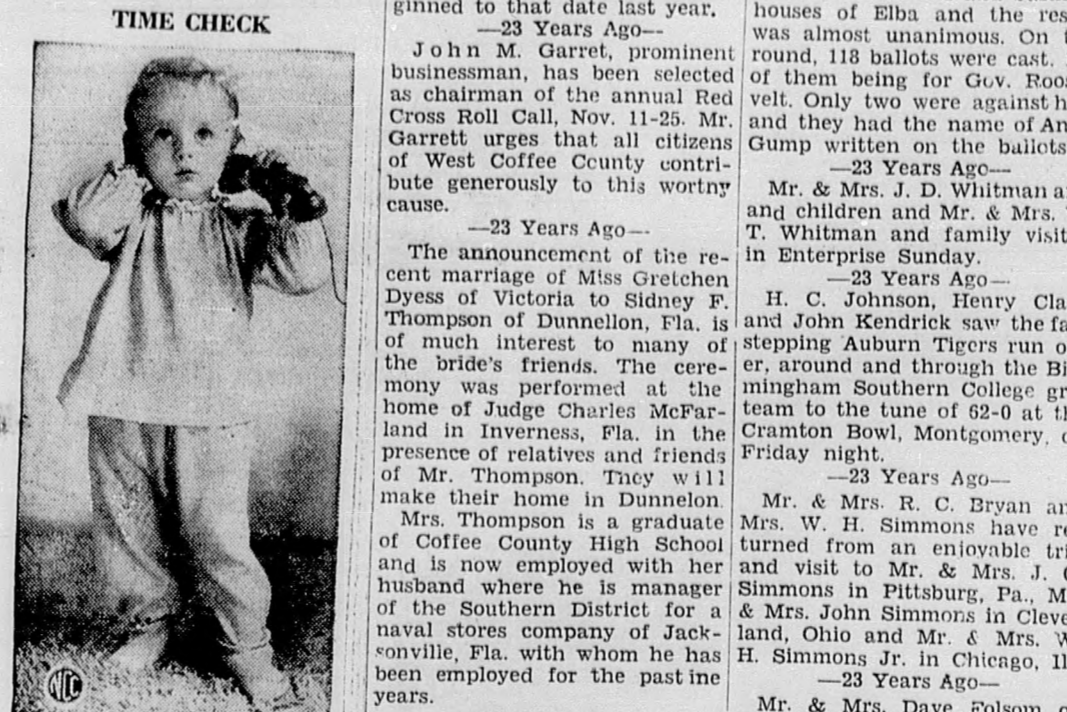 TIME CHECK
NCC
ginned to that date last year.
—23 Years Ago—
John M. Garret, prominent
businessman, has been selected
as chairman of the annual Red
Cross Roll Call, Nov. 11-25. Mr.
Garrett urges that all citizens
of West Coffee County contri-
bute generously to this wortny
cause.
—23 Years Ago—
The announcement of the re-
cent marriage of Miss Gretchen
Dyess of Victoria to Sidney F.
Thompson of Dunnellon, Fla. is
of much interest to many of
the bride's friends. The cere-
mony was performed at the
home of Judge Charles McFar-
land in Inverness, Fla. in the
presence of relatives and friends
of Mr. Thompson. They will
make their home in Dunnelon.
Mrs. Thompson is a graduate
of Coffee County High School
and is now employed with her
husband where he is manager
of the Southern District for a
naval stores company of Jack-
sonville, Fla. with whom he has
been employed for the past ine
years.
houses of Elba and the res
was almost unanimous. On
round, 118 ballots were cast.
of them being for Gov. Roos
velt. Only two were against h
and they had the name of An
Gump written on the ballots
—23 Years Ago—
Mr. & Mrs. J. D. Whitman a
and children and Mr. & Mrs.
T. Whitman and family visit
in Enterprise Sunday.
—23 Years Ago—
H. C. Johnson, Henry Cla
and John Kendrick saw the fa
stepping Auburn Tigers run o
er, around and through the Bi
mingham Southern College gr
team to the tune of 62-0 at th
Cramton Bowl, Montgomery,
Friday night.
—23 Years Ago—
Mr. & Mrs. R. C. Bryan an
Mrs. W. H. Simmons have re
turned from an enjoyable tri
and visit to Mr. & Mrs. J.
Simmons in Pittsburg, Pa., M
& Mrs. John Simmons in Cleve
land, Ohio and Mr. & Mrs. W
H. Simmons Jr. in Chicago, Il
—23 Years Ago—
Mr. & Mrs. Dave Folsom